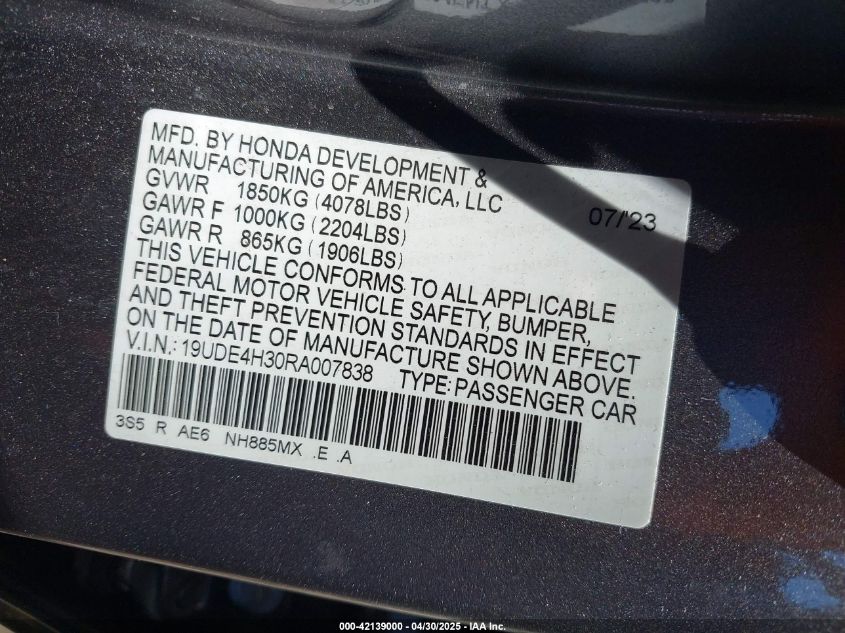 MFD. BY HONDA DEVELOPMENT &
MANUFACTURING OF AMERICA, LLC
GVWR 1850KG (4078LBS) 07/'23
GAWR F 1000KG (2204LBS)
GAWR R 865KG (1906LBS)
THIS VEHICLE CONFORMS TO ALL APPLICABLE
FEDERAL MOTOR VEHICLE SAFETY, BUMPER,
AND THEFT PREVENTION STANDARDS IN EFFECT
ON THE DATE OF MANUFACTURE SHOWN ABOVE.
V.I.N.: 19UDE4H30RA007838 TYPE: PASSENGER CAR
3S5 R AE6 NH885MX .E .A
000-42139000 - 04/30/2025 - IAA Inc.